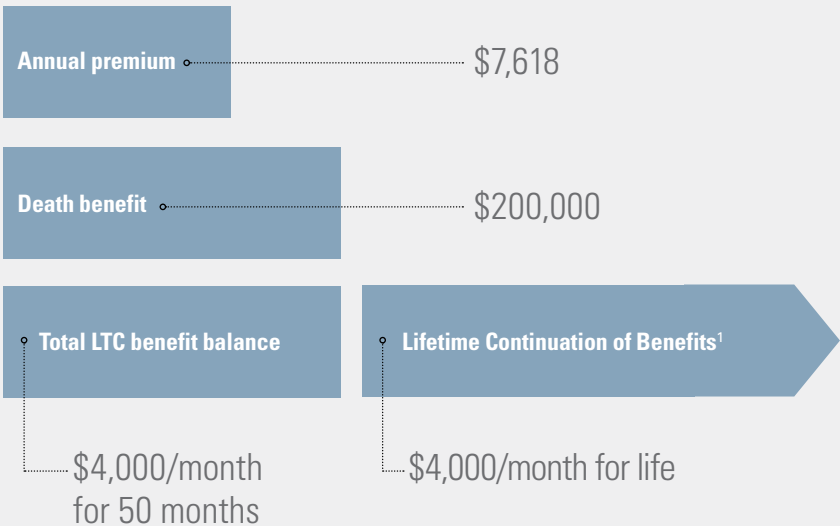 Annual premium
$7,618
Death benefit
$200,000
Total LTC benefit balance
Lifetime Continuation of Benefits¹
$4,000/month
for 50 months
$4,000/month for life